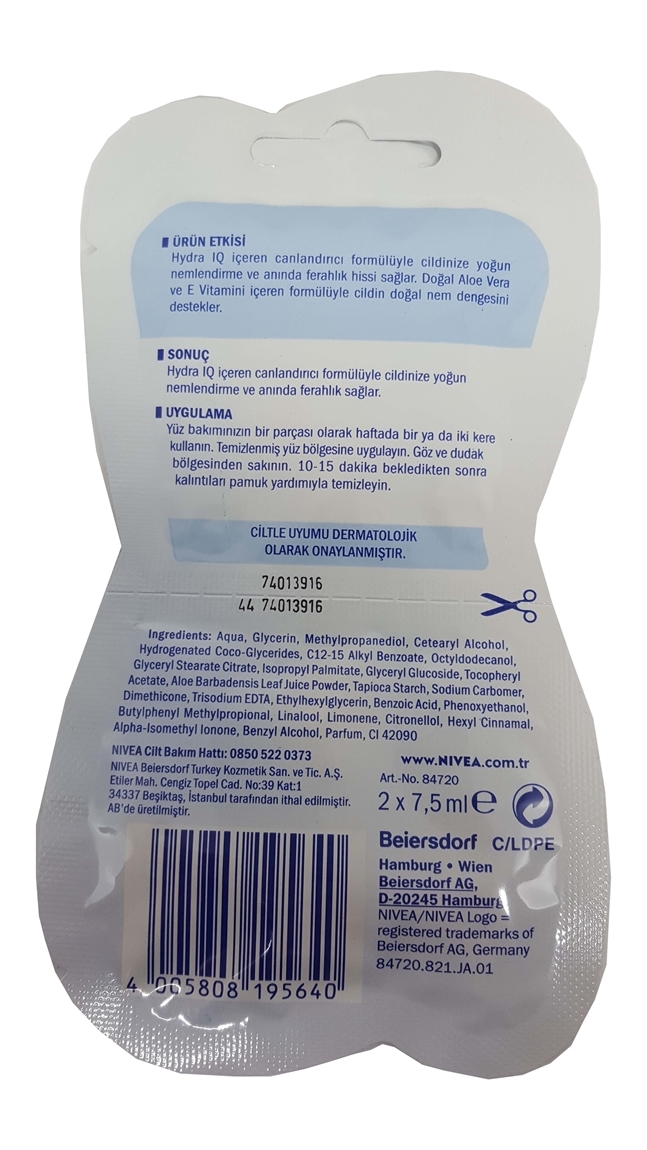 ÜRÜN ETKİSİ
Hydra IQ içeren canlandırıcı formülüyle cildinize yoğun
nemlendirme ve anında ferahlık hissi sağlar. Doğal Aloe Vera
ve E Vitamini içeren formülüyle cildin doğal nem dengesini
destekler.
SONUÇ
Hydra IQ içeren canlandırıcı formülüyle cildinize yoğun
nemlendirme ve anında ferahlık sağlar.
UYGULAMA
Yüz bakımınızın bir parçası olarak haftada bir ya da iki kere
kullanın. Temizlenmiş yüz bölgesine uygulayın. Göz ve dudak
bölgesinden sakının. 10-15 dakika bekledikten sonra
kalıntıları pamuk yardımıyla temizleyin.
CİLTLE UYUMU DERMATOLOJİK
OLARAK ONAYLANMIŞTIR.
74013916
44 74013916
Ingredients: Aqua, Glycerin, Methylpropanediol, Cetearyl Alcohol,
Hydrogenated Coco-Glycerides, C12-15 Alkyl Benzoate, Octyldodecanol,
Glyceryl Stearate Citrate, Isopropyl Palmitate, Glyceryl Glucoside, Tocopheryl
Acetate, Aloe Barbadensis Leaf Juice Powder, Tapioca Starch, Sodium Carbomer,
Dimethicone, Trisodium EDTA, Ethylhexylglycerin, Benzoic Acid, Phenoxyethanol,
Butylphenyl Methylpropional, Linalool, Limonene, Citronellol, Hexyl Cinnamal,
Alpha-Isomethyl Ionone, Benzyl Alcohol, Parfum, CI 42090
NIVEA Cilt Bakım Hattı: 0850 522 0373
NIVEA Beiersdorf Turkey Kozmetik San. ve Tic. A.Ş.
Etiler Mah. Cengiz Topel Cad. No:39 Kat:1
34337 Beşiktaş, İstanbul tarafından ithal edilmiştir.
AB'de üretilmiştir.
www.NIVEA.com.tr
Art.-No. 84720
2 x 7,5 ml e
Beiersdorf C/LDPE
Hamburg • Wien
Beiersdorf AG,
D-20245 Hamburg
NIVEA/NIVEA Logo =
registered trademarks of
Beiersdorf AG, Germany
84720.821.JA.01
4 005808 195640